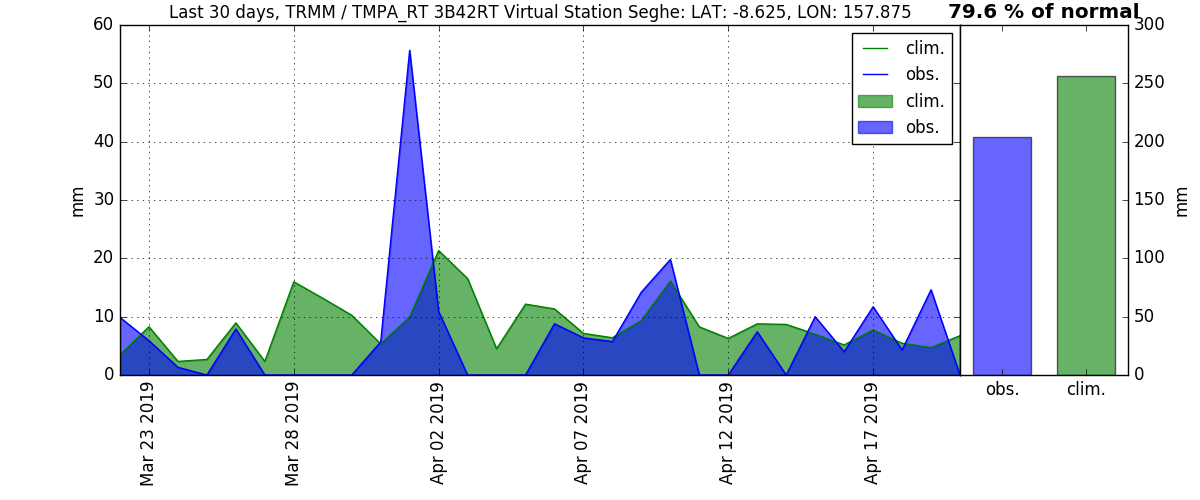 Last 30 days, TRMM / TMPA_RT 3B42RT Virtual Station Seghe: LAT: -8.625, LON: 157.875
79.6 % of normal
60
50
40
30
20
10
0
mm
clim.
obs.
clim.
obs.
Mar 23 2019
Mar 28 2019
Apr 02 2019
Apr 07 2019
Apr 12 2019
Apr 17 2019
300
250
200
150
100
50
0
mm
obs.
clim.